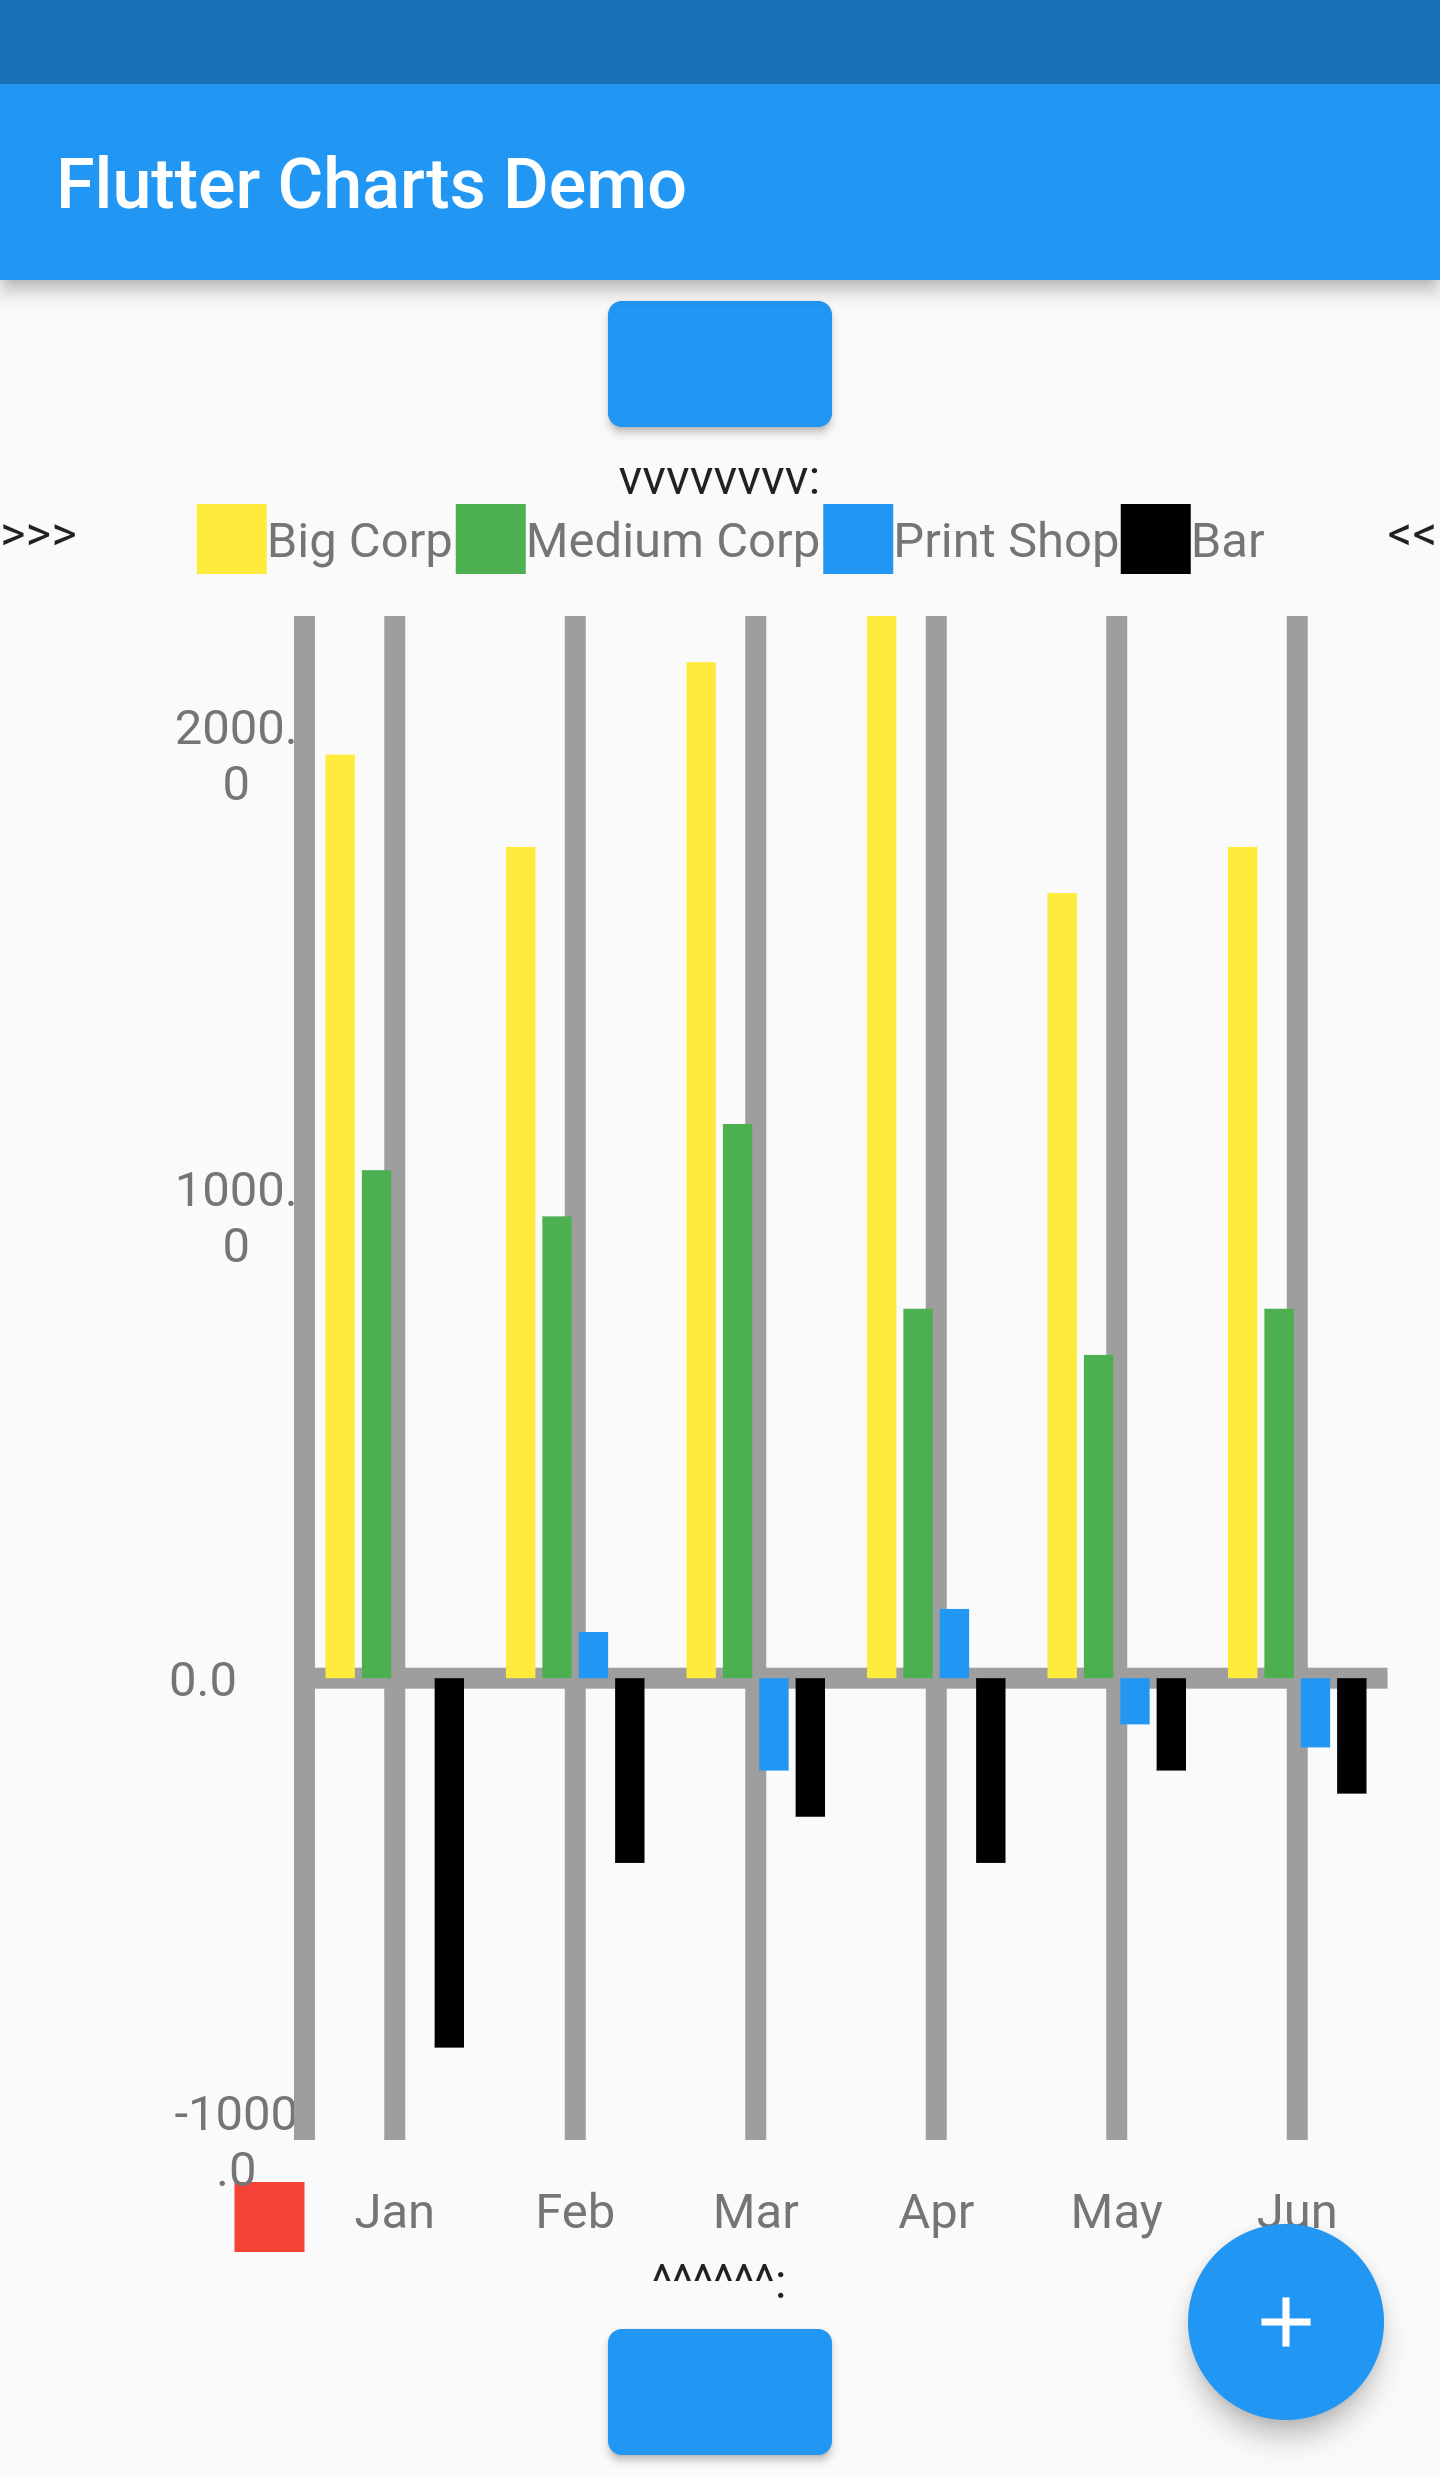 Flutter Charts Demo
vvvvvvvv:
>>> Big Corp Medium Corp Print Shop Bar <<
2000.
0
1000.
0
0.0
-1000
.0
Jan Feb Mar Apr May Jun
^^^^^^:
+